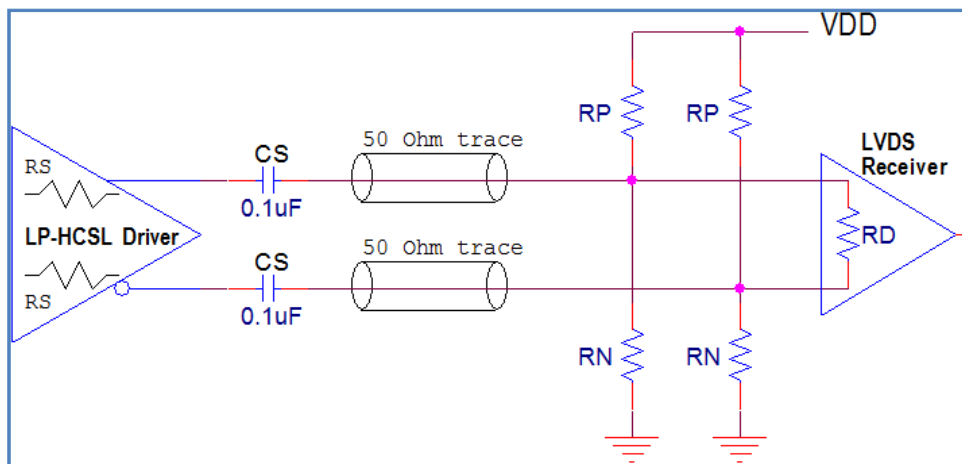 VDD
RP
RP
LVDS
Receiver
50 Ohm trace
CS
0.1uF
RS
LP-HCSL Driver
RD
50 Ohm trace
CS
0.1uF
RS
RN
RN